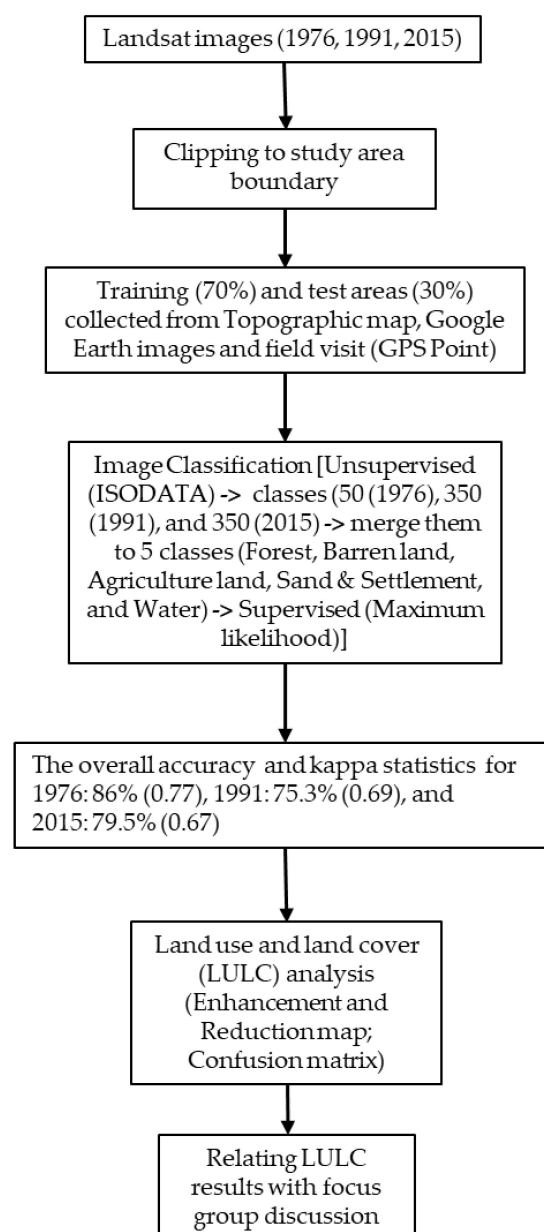 Landsat images (1976, 1991, 2015)
Clipping to study area
boundary
Training (70%) and test areas (30%)
collected from Topographic map, Google
Earth images and field visit (GPS Point)
Image Classification [Unsupervised
(ISODATA) -> classes (50 (1976), 350
(1991), and 350 (2015) -> merge them
to 5 classes (Forest, Barren land,
Agriculture land, Sand & Settlement,
and Water) -> Supervised (Maximum
likelihood)]
The overall accuracy and kappa statistics for
1976: 86% (0.77), 1991: 75.3% (0.69), and
2015: 79.5% (0.67)
Land use and land cover
(LULC) analysis
(Enhancement and
Reduction map;
Confusion matrix)
Relating LULC
results with focus
group discussion